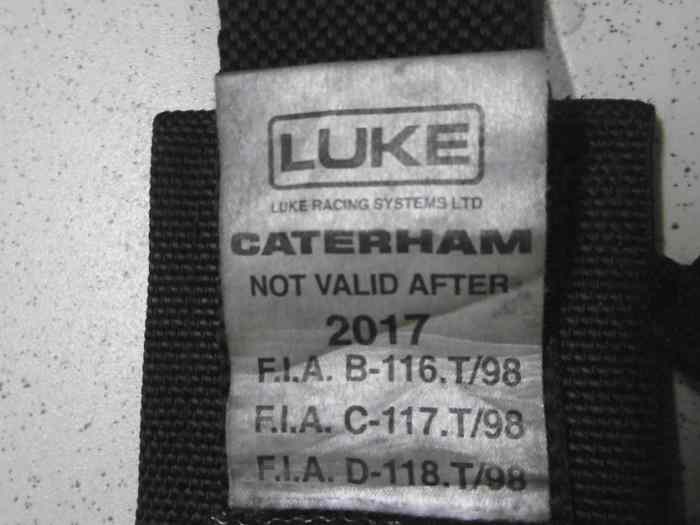 LUKE
LUKE RACING SYSTEMS LTD
CATERHAM
NOT VALID AFTER
2017
F.I.A. B-116.T/98
F.I.A. C-117.T/98
F.I.A. D-118.T/98